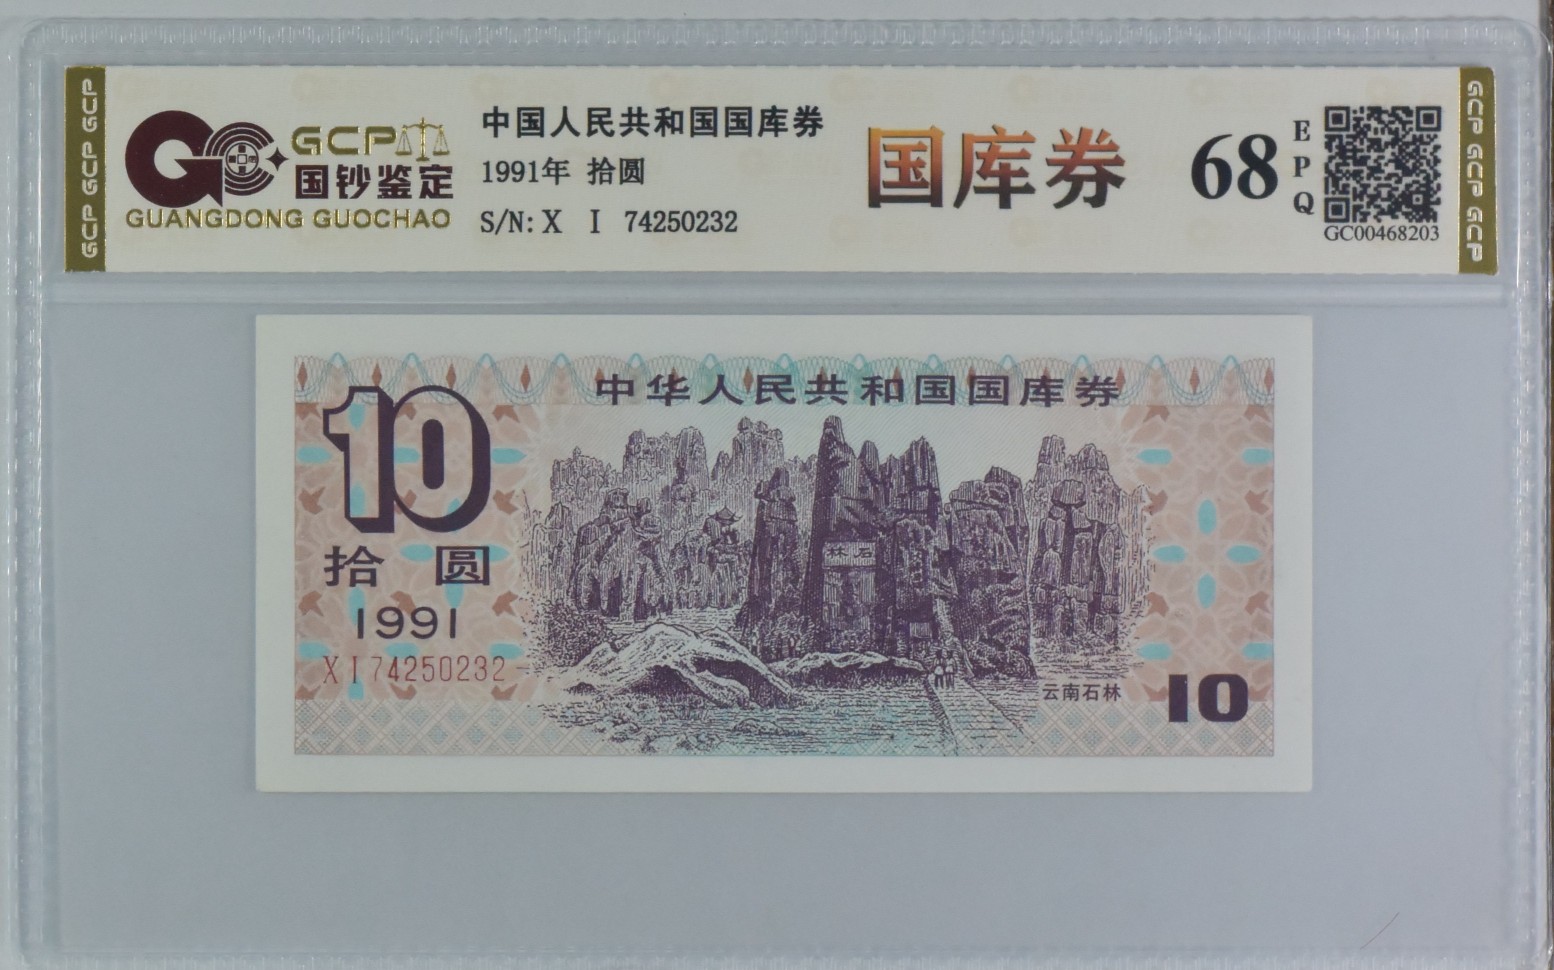 GCP
国钞鉴定
GUANGDONG GUOCHAO
中国人民共和国国库券
1991年 拾圆
S/N: X I 74250232
国库券
68
EPQ
GC00468203
GCP GCP GCP
GCP GCP GCP
中华人民共和国国库券
10
拾圆
1991
X I 74250232
石林
云南石林
10